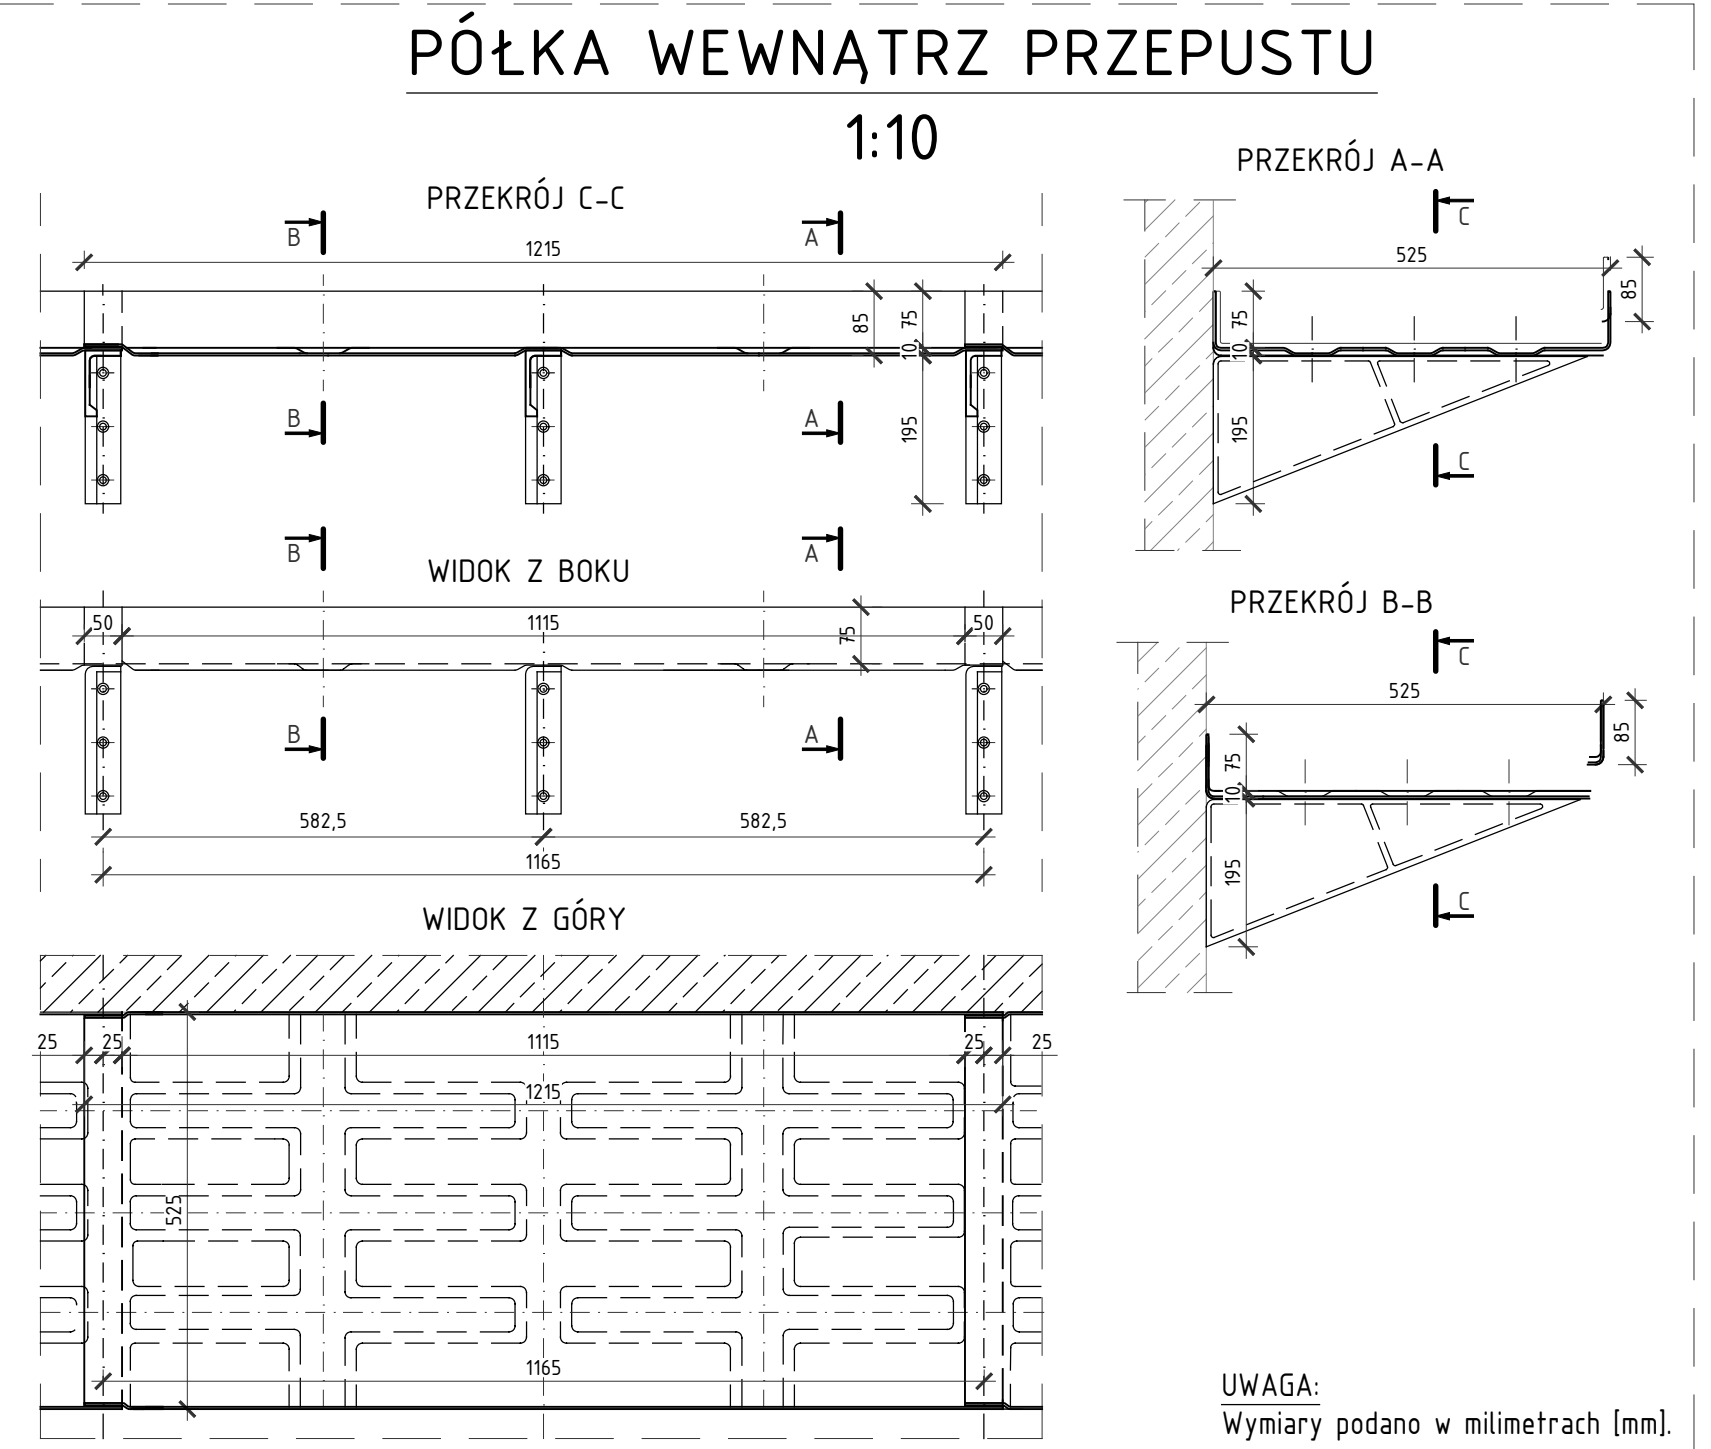 PÓŁKA WEWNĄTRZ PRZEPUSTU
1:10
PRZEKRÓJ C-C
B
A
1215
85
75
10
195
B
A
PRZEKRÓJ A-A
C
525
85
75
10
195
C
B
A
WIDOK Z BOKU
50
1115
50
75
B
A
582,5
582,5
1165
PRZEKRÓJ B-B
C
525
85
75
10
195
C
WIDOK Z GÓRY
25
25
1115
25
25
1215
525
1165
UWAGA:
Wymiary podano w milimetrach [mm].